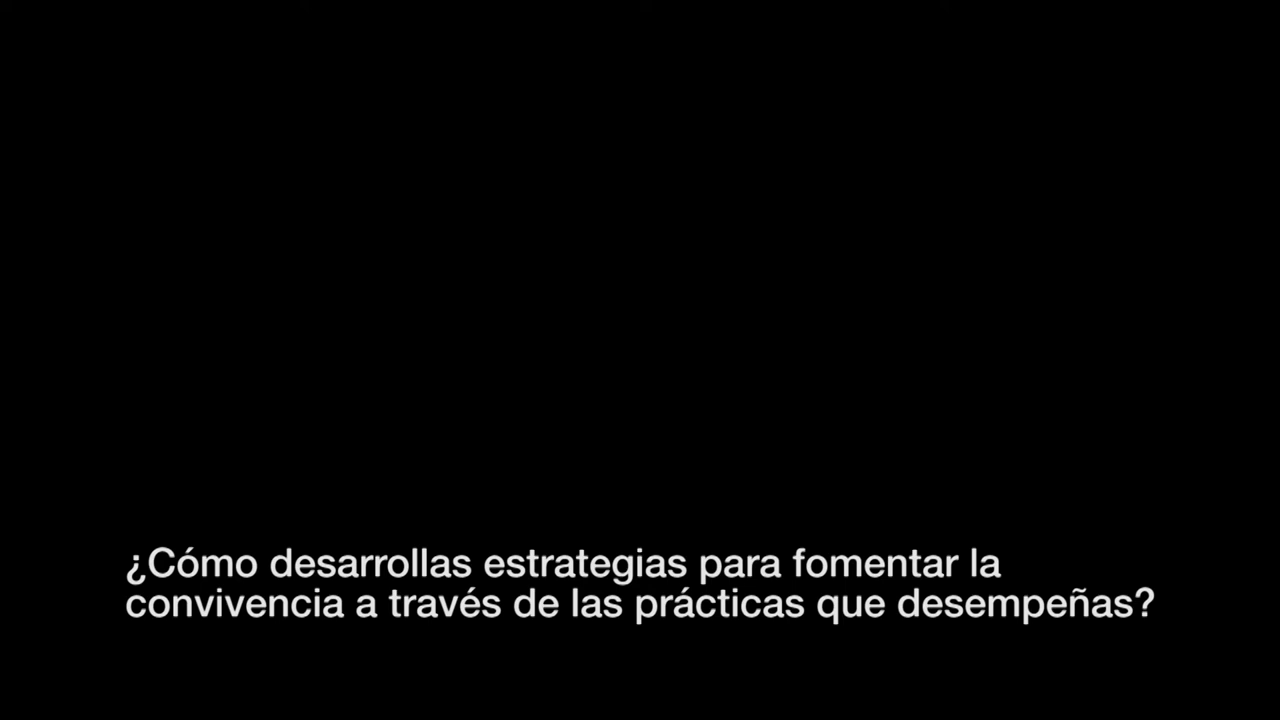 ¿Cómo desarrollas estrategias para fomentar la
convivencia a través de las prácticas que desempeñas?